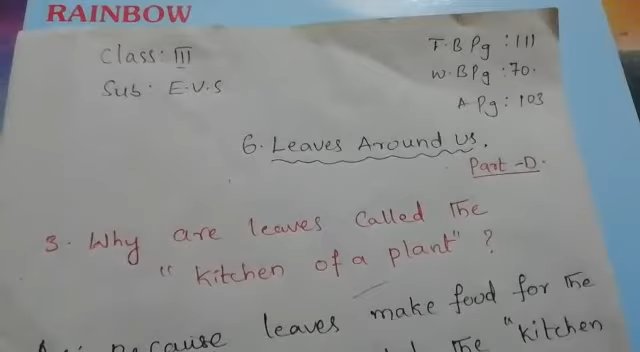 RAINBOW
Class: III
T.B Pg : 111
Sub: E.V.S
W.B Pg : 70.
A Pg : 103
6. Leaves Around Us.
Part-D.
3. Why are leaves called the
"kitchen of a plant"?
because leaves make food for the
the "kitchen